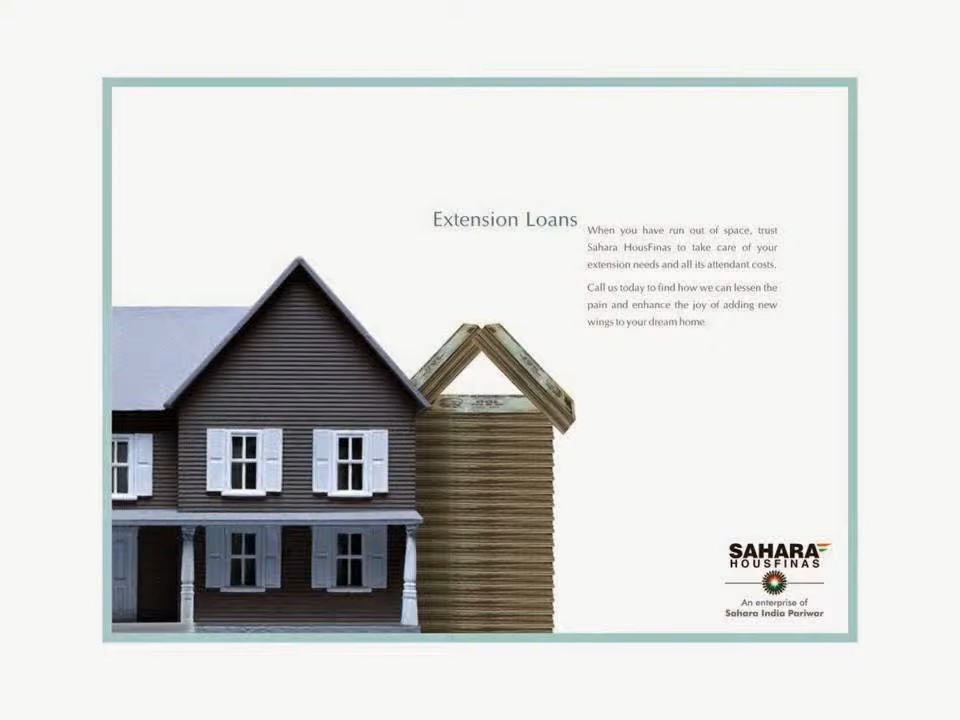 Extension Loans
When you have run out of space, trust
Sahara HousFinas to take care of your
extension needs and all its attendant costs.
Call us today to find how we can lessen the
pain and enhance the joy of adding new
wings to your dream home.
SAHARA
HOUSFINAS
An enterprise of
Sahara India Pariwar